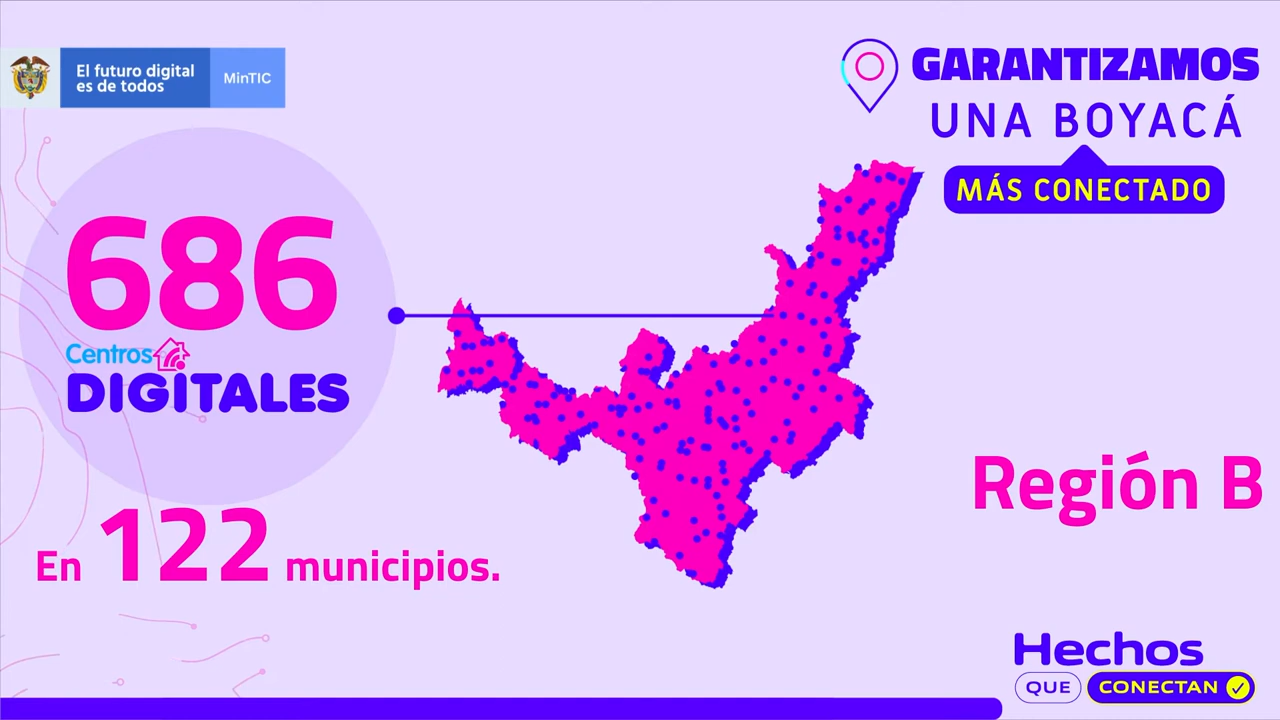 El futuro digital
es de todos
MinTIC
GARANTIZAMOS
UNA BOYACÁ
MÁS CONECTADO
686
Centros
DIGITALES
En 122 municipios.
Región B
Hechos
QUE CONECTAN